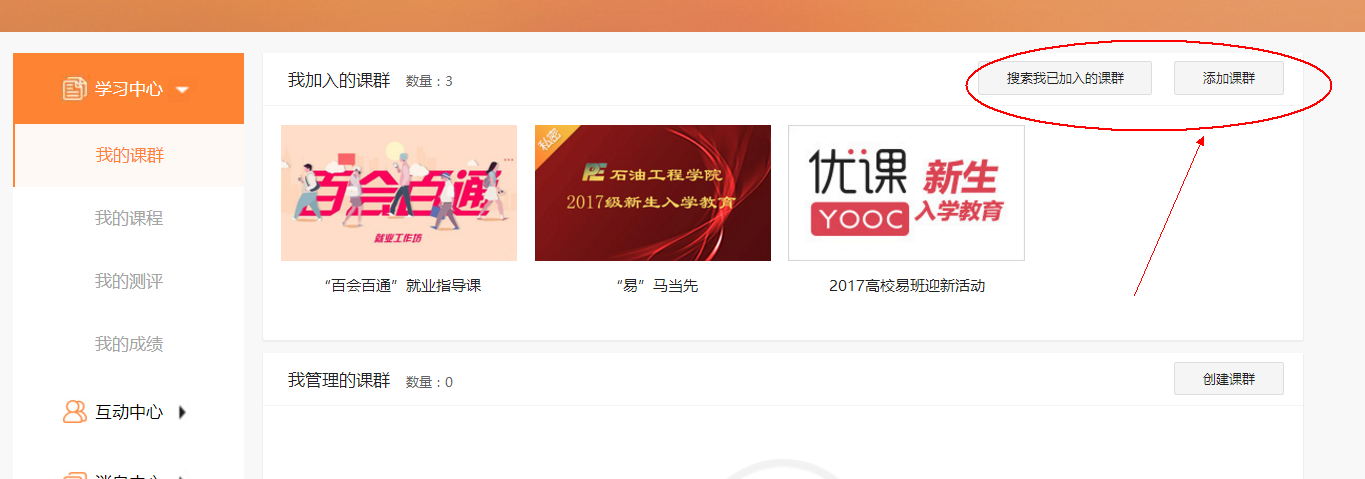 学习中心
我的课群
我的课程
我的测评
我的成绩
互动中心
消息中心
我加入的课群 数量：3
搜索我已加入的课群
添加课群
百会百通
就业工作坊
“百会百通”就业指导课
私密
PE 石油工程学院
2017级新生入学教育
“易”马当先
优课
YOOC
新生
入学教育
2017高校易班迎新活动
我管理的课群 数量：0
创建课群